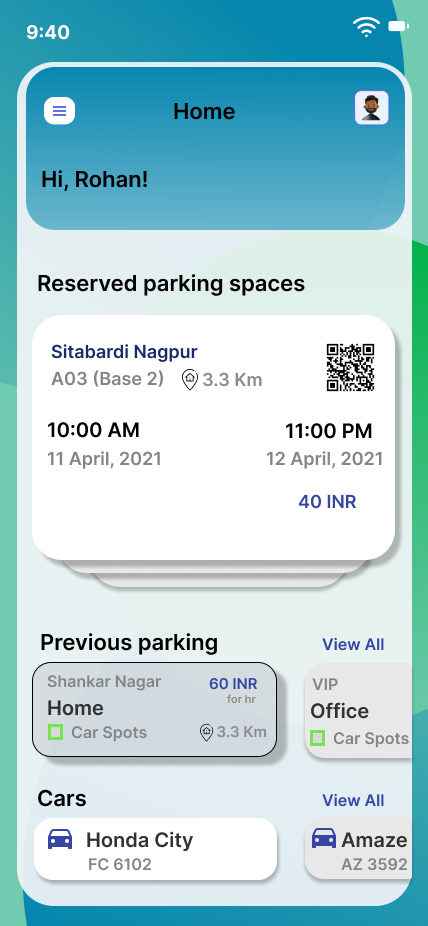 9:40
Home
Hi, Rohan!
Reserved parking spaces
Sitabardi Nagpur
A03 (Base 2) 3.3 Km
10:00 AM 11:00 PM
11 April, 2021 12 April, 2021
40 INR
Previous parking View All
Shankar Nagar 60 INR
for hr
Home
Car Spots 3.3 Km
VIP
Office
Car Spots
Cars View All
Honda City
FC 6102
Amaze
AZ 3592